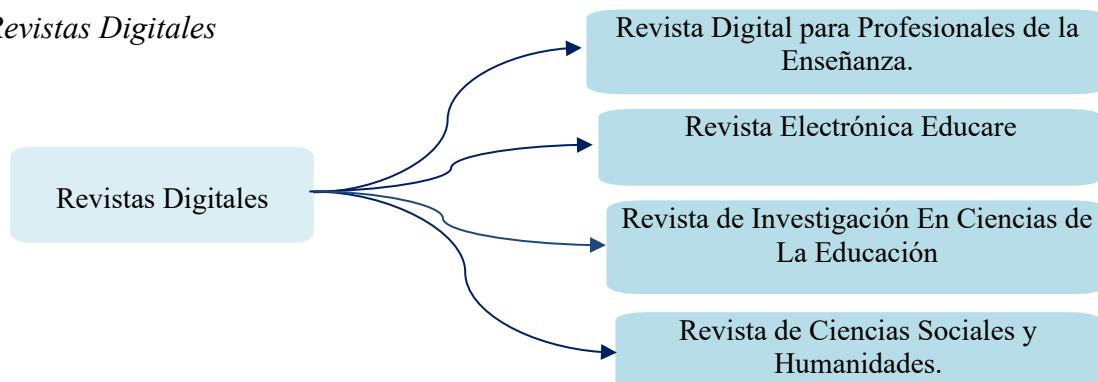 Revistas Digitales
Revista Digital para Profesionales de la
Enseñanza.
Revista Electrónica Educare
Revistas Digitales
Revista de Investigación En Ciencias de
La Educación
Revista de Ciencias Sociales y
Humanidades.